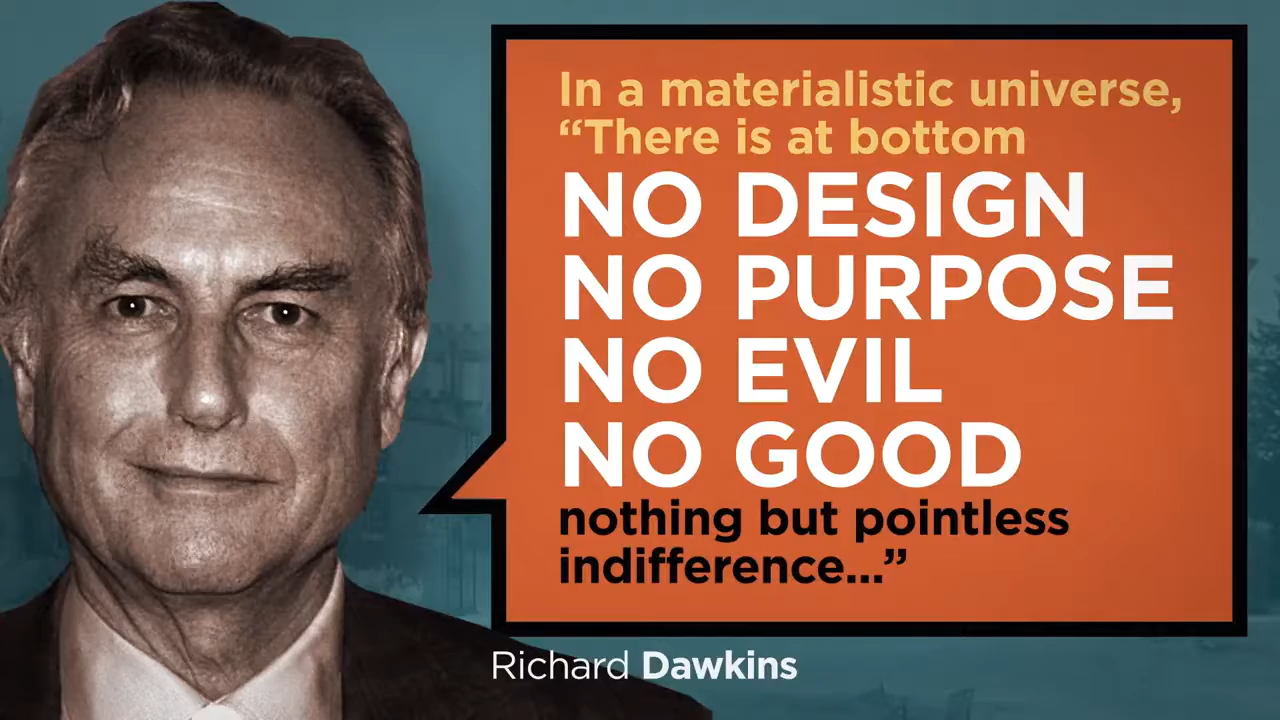 In a materialistic universe,
“There is at bottom
NO DESIGN
NO PURPOSE
NO EVIL
NO GOOD
nothing but pointless
indifference...”
Richard Dawkins